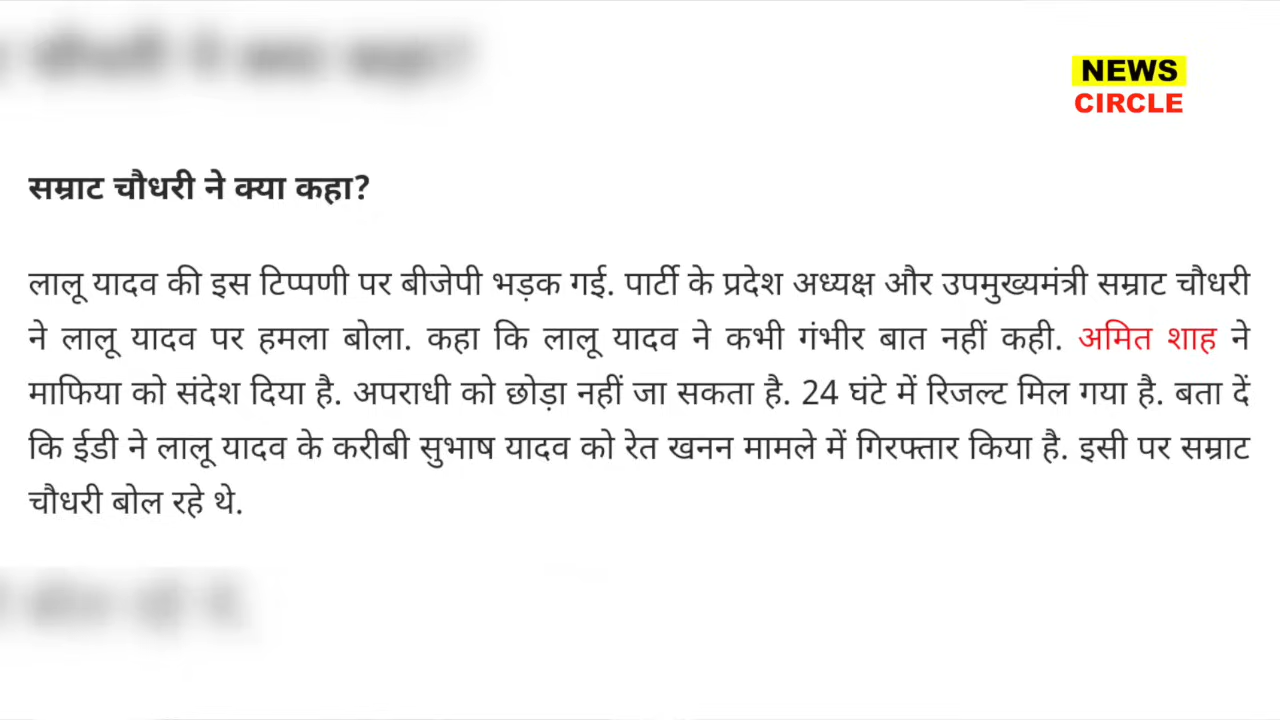 NEWS
CIRCLE
सम्राट चौधरी ने क्या कहा?
लालू यादव की इस टिप्पणी पर बीजेपी भड़क गई. पार्टी के प्रदेश अध्यक्ष और उपमुख्यमंत्री सम्राट चौधरी
ने लालू यादव पर हमला बोला. कहा कि लालू यादव ने कभी गंभीर बात नहीं कही. अमित शाह ने
माफिया को संदेश दिया है. अपराधी को छोड़ा नहीं जा सकता है. 24 घंटे में रिजल्ट मिल गया है. बता दें
कि ईडी ने लालू यादव के करीबी सुभाष यादव को रेत खनन मामले में गिरफ्तार किया है. इसी पर सम्राट
चौधरी बोल रहे थे.